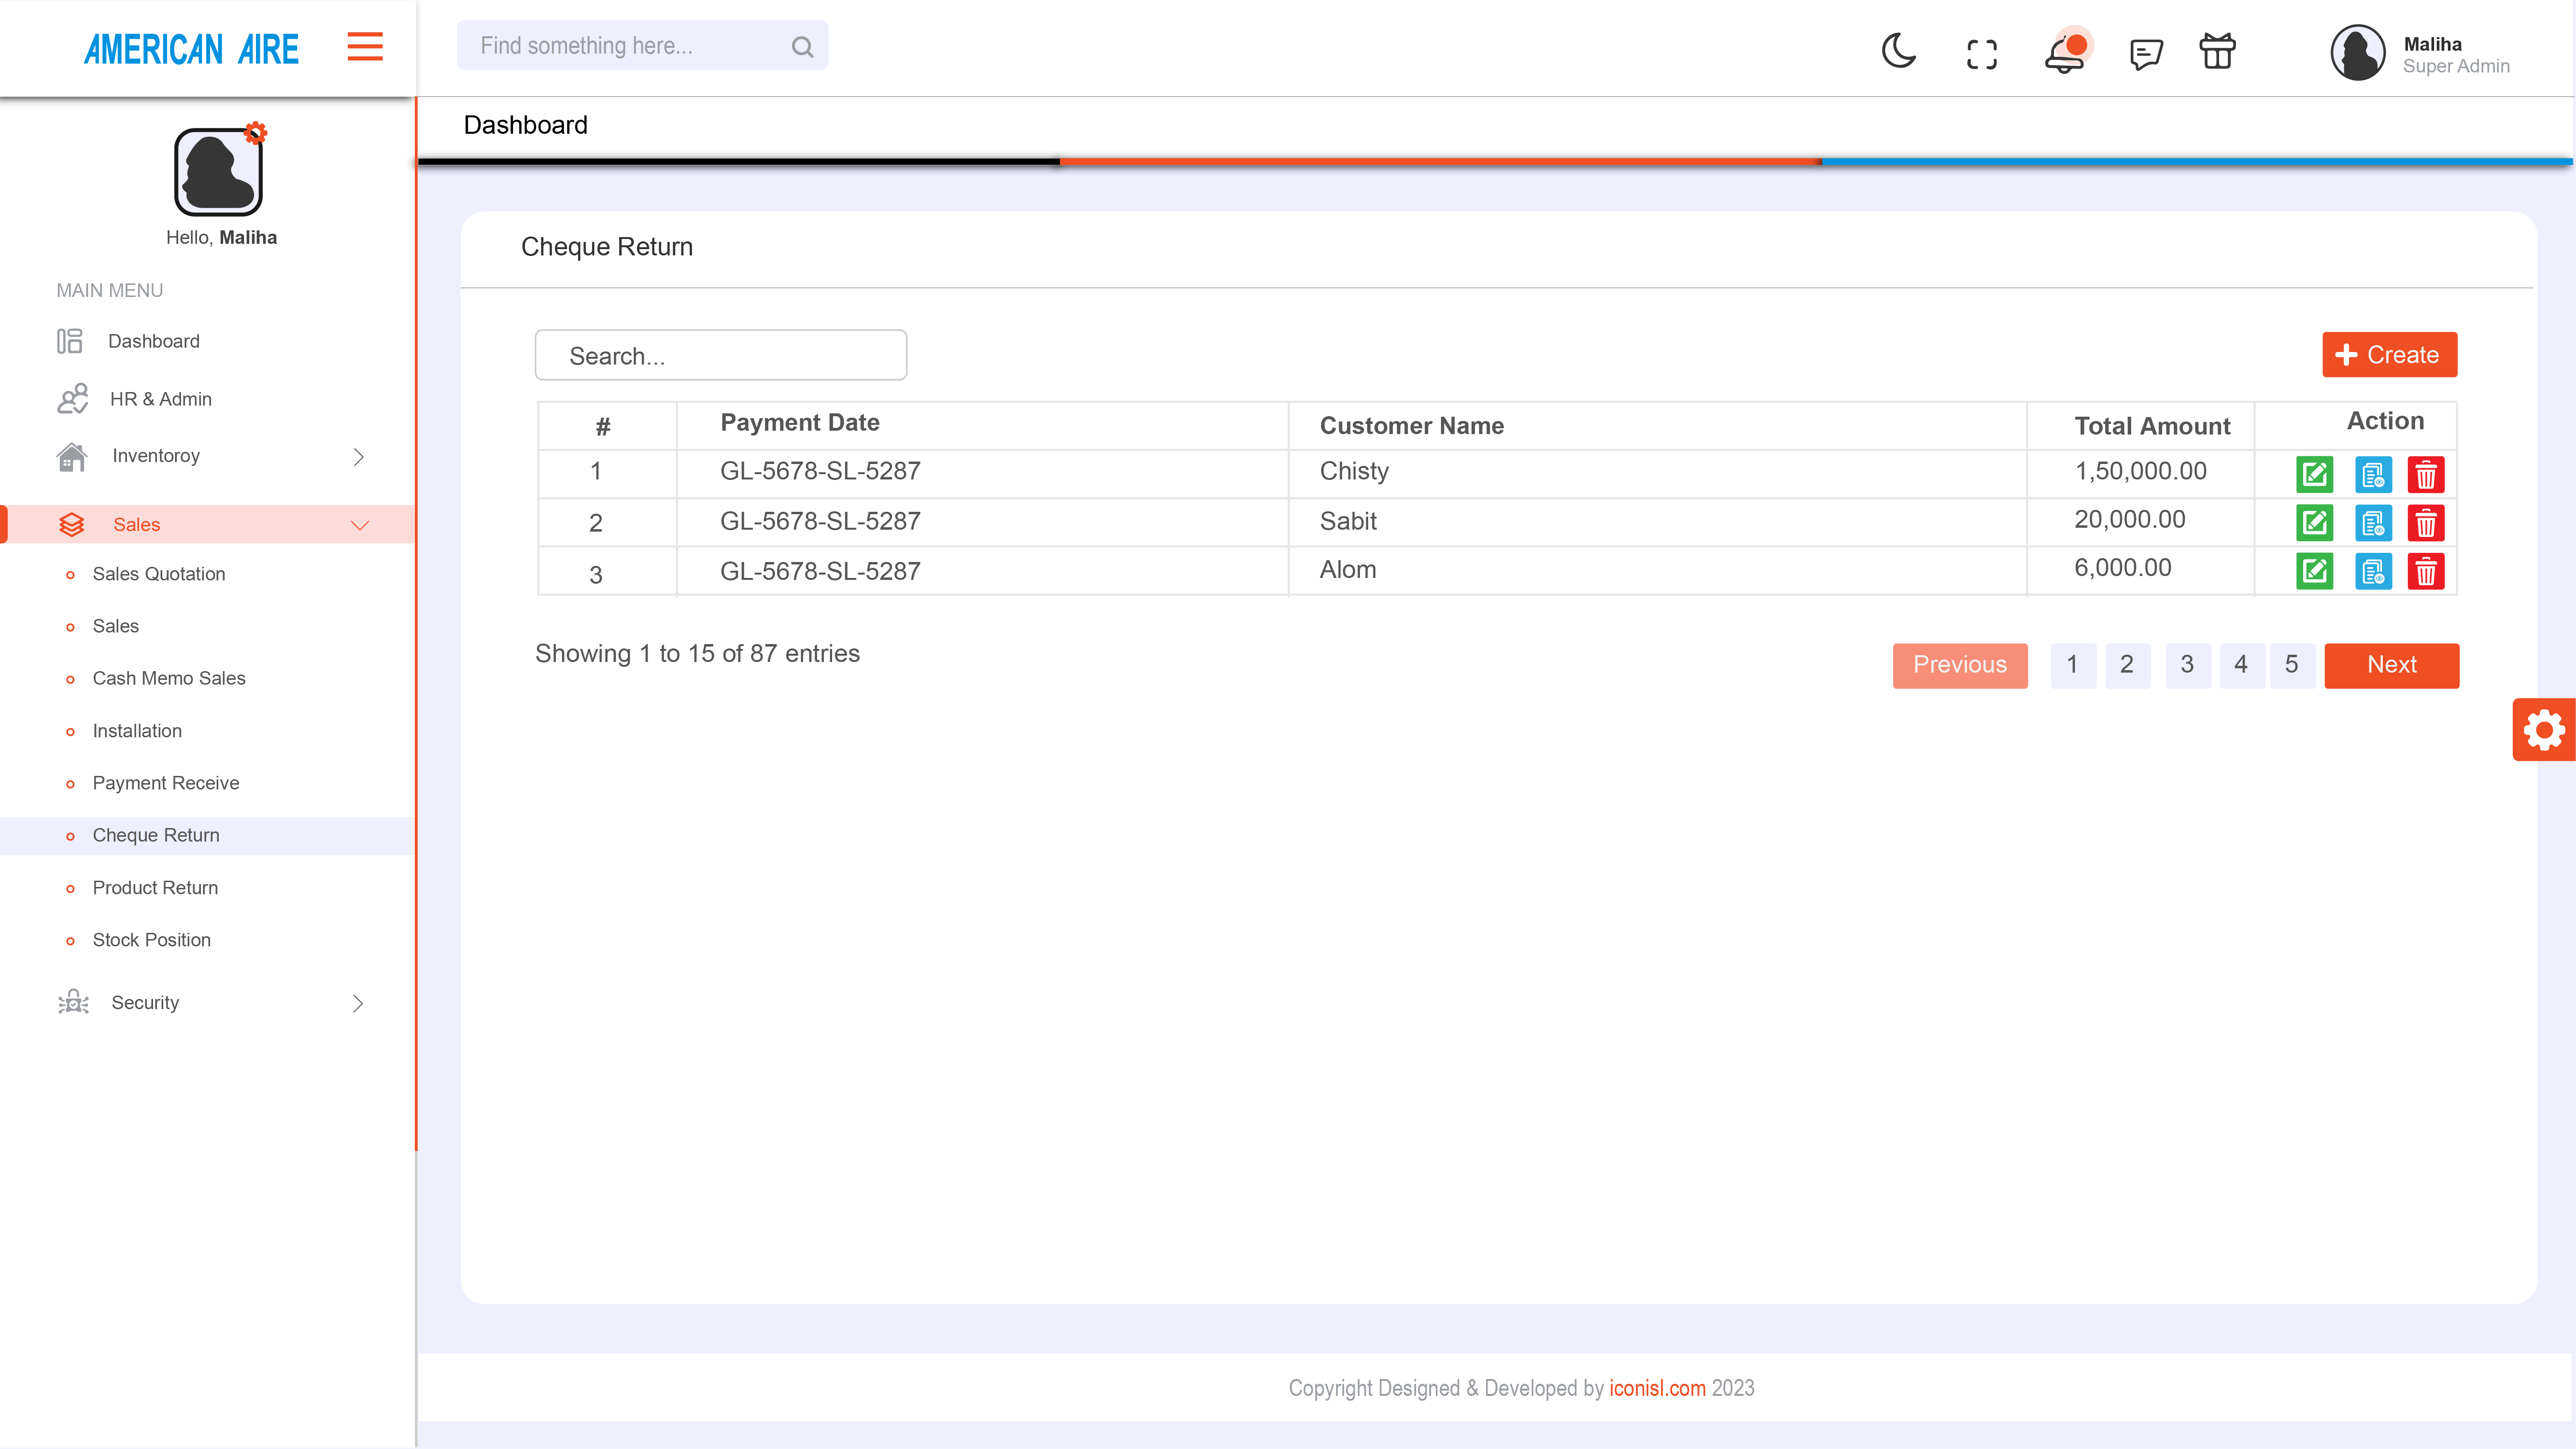 AMERICAN AIRE
Find something here...
Maliha
Super Admin
Dashboard
Hello, Maliha
MAIN MENU
Dashboard
HR & Admin
Inventoroy
Sales
Sales Quotation
Sales
Cash Memo Sales
Installation
Payment Receive
Cheque Return
Product Return
Stock Position
Security
Cheque Return
Search...
Create
# Payment Date Customer Name Total Amount Action
1 GL-5678-SL-5287 Chisty 1,50,000.00
2 GL-5678-SL-5287 Sabit 20,000.00
3 GL-5678-SL-5287 Alom 6,000.00
Showing 1 to 15 of 87 entries
Previous 1 2 3 4 5 Next
Copyright Designed & Developed by iconisl.com 2023